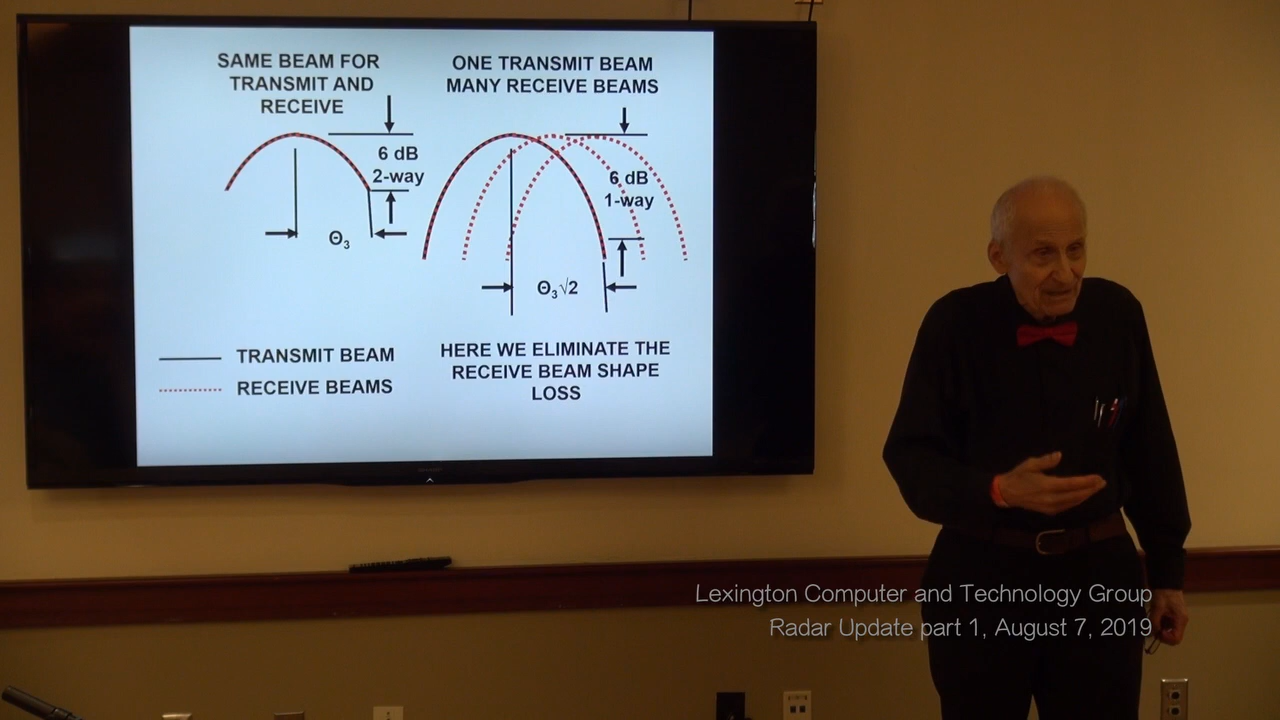 SAME BEAM FOR
TRANSMIT AND
RECEIVE
6 dB
2-way
Θ₃
ONE TRANSMIT BEAM
MANY RECEIVE BEAMS
6 dB
1-way
Θ₃√2
TRANSMIT BEAM
RECEIVE BEAMS
HERE WE ELIMINATE THE
RECEIVE BEAM SHAPE
LOSS
Lexington Computer and Technology Group
Radar Update part 1, August 7, 2019